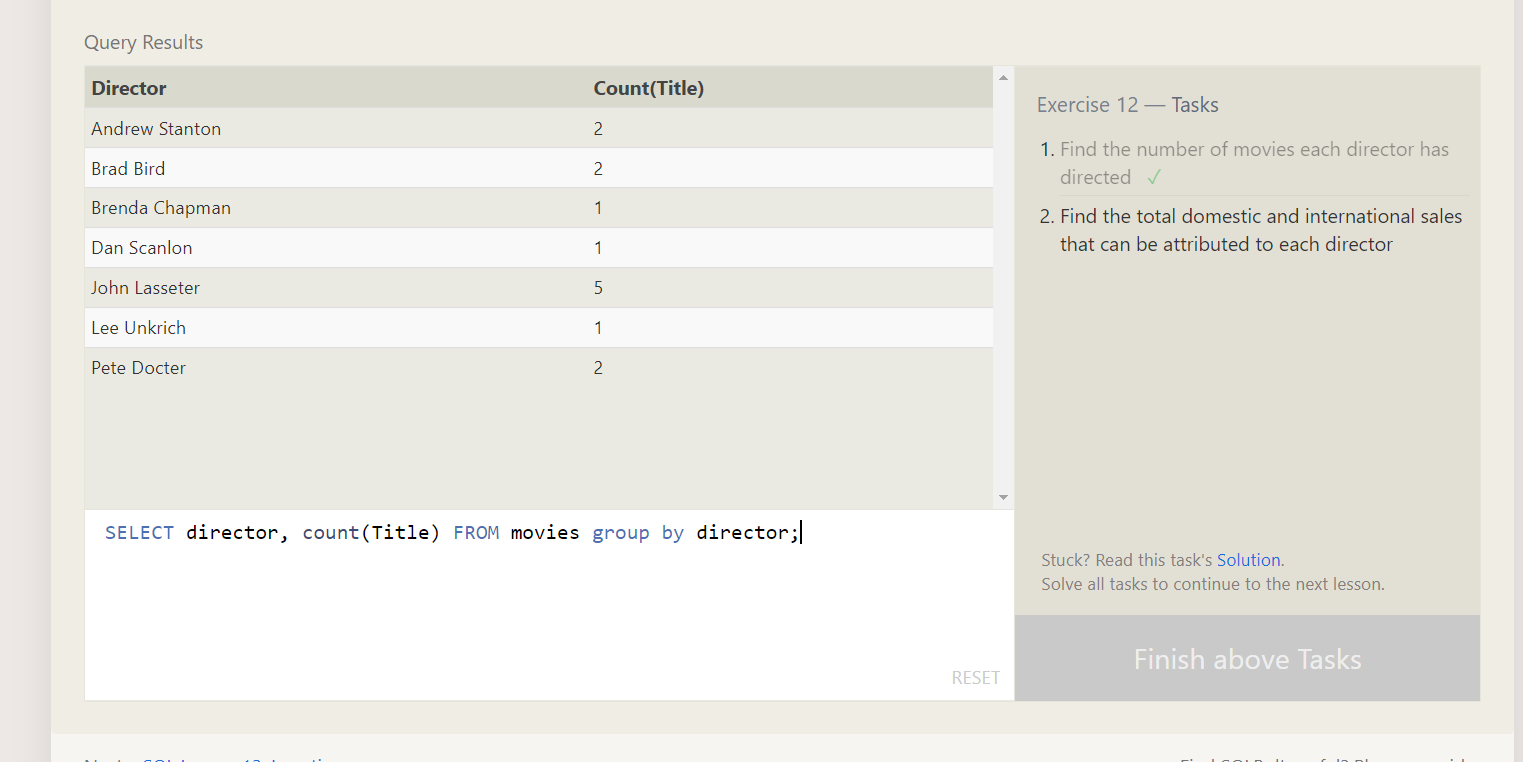 Query Results
Director Count(Title)
Andrew Stanton 2
Brad Bird 2
Brenda Chapman 1
Dan Scanlon 1
John Lasseter 5
Lee Unkrich 1
Pete Docter 2
SELECT director, count(Title) FROM movies group by director;
RESET
Exercise 12 — Tasks
1. Find the number of movies each director has
directed ✓
2. Find the total domestic and international sales
that can be attributed to each director
Stuck? Read this task's Solution.
Solve all tasks to continue to the next lesson.
Finish above Tasks